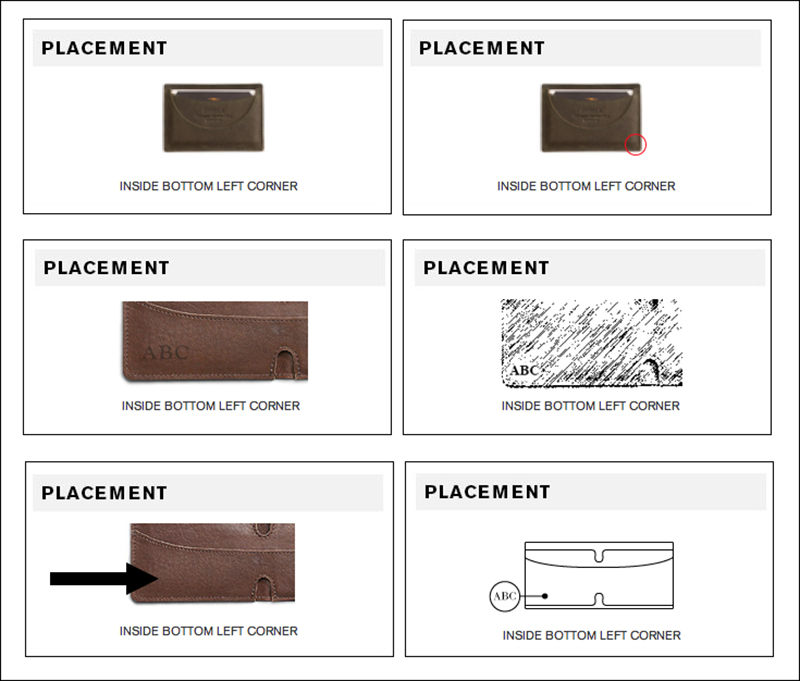 PLACEMENT
INSIDE BOTTOM LEFT CORNER
PLACEMENT
INSIDE BOTTOM LEFT CORNER
PLACEMENT
ABC
INSIDE BOTTOM LEFT CORNER
PLACEMENT
ABC
INSIDE BOTTOM LEFT CORNER
PLACEMENT
INSIDE BOTTOM LEFT CORNER
PLACEMENT
ABC
INSIDE BOTTOM LEFT CORNER